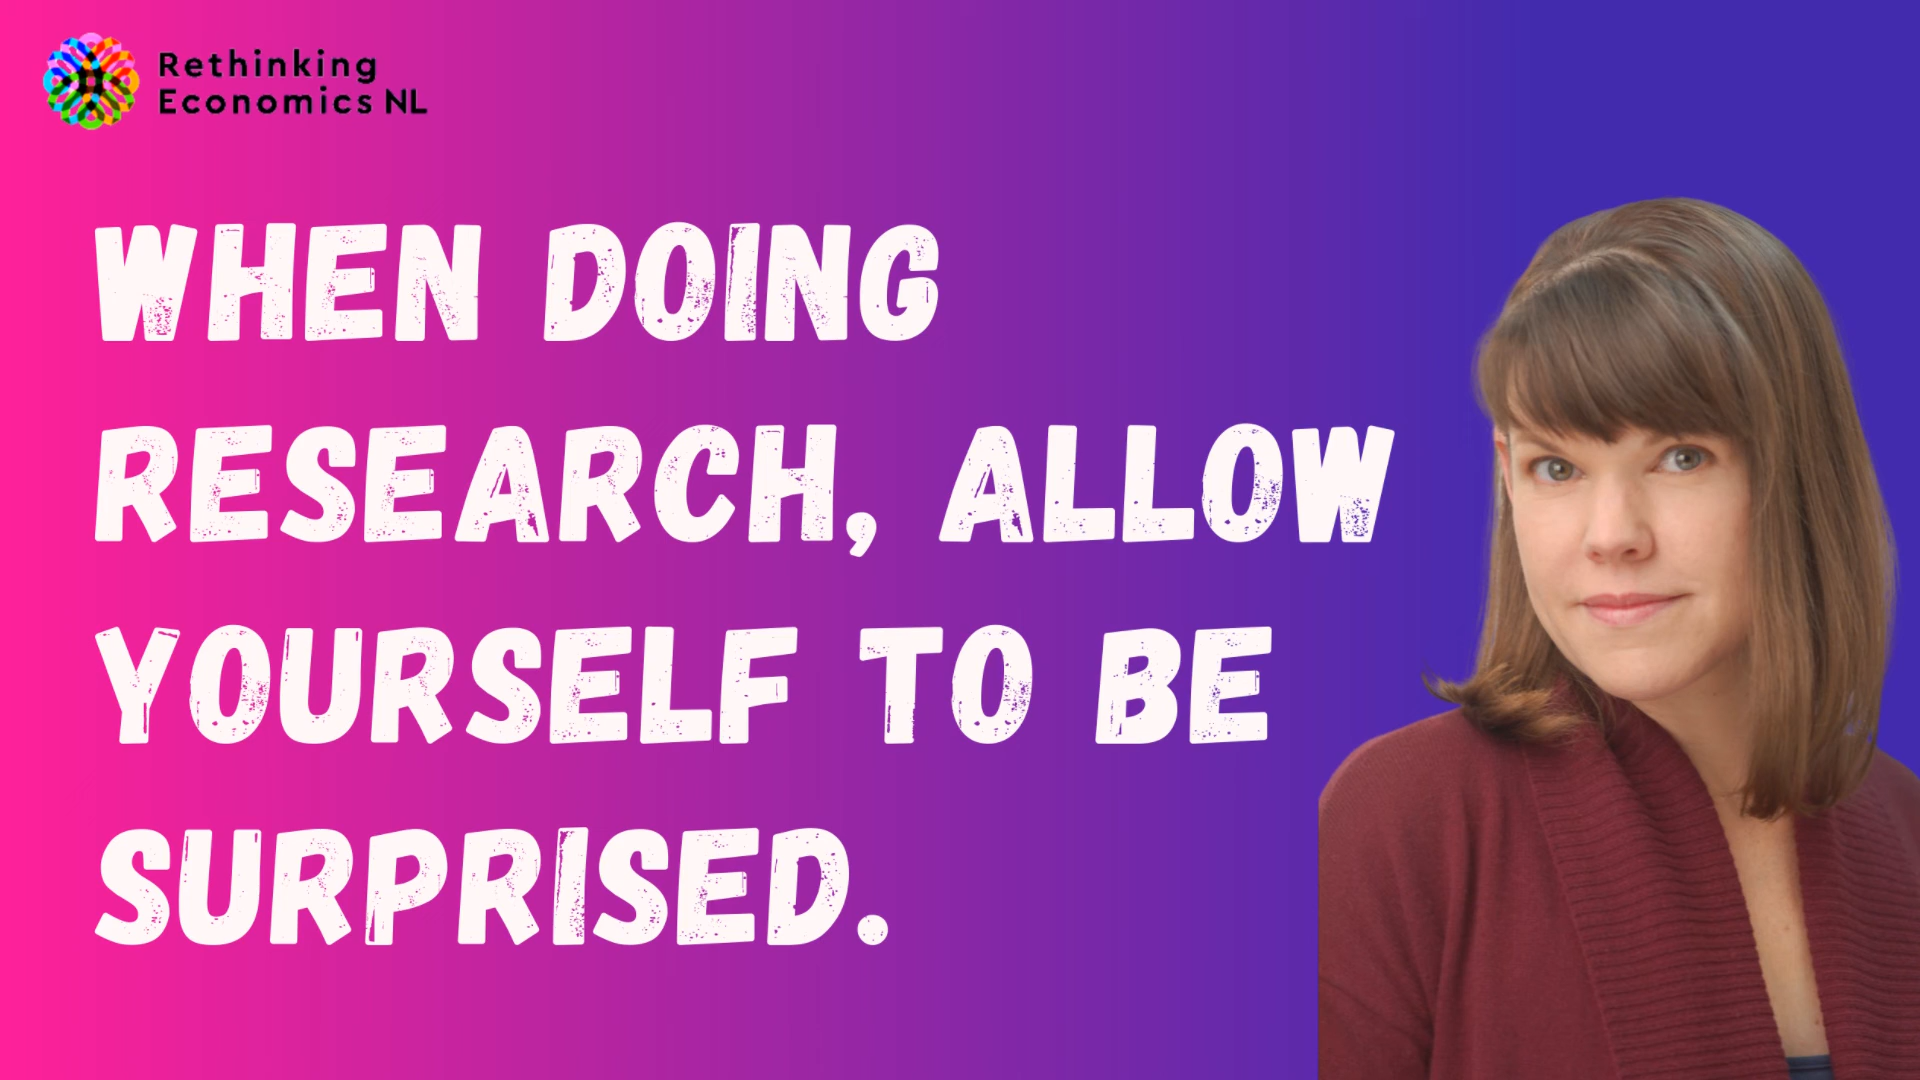 Rethinking
Economics NL
WHEN DOING
RESEARCH, ALLOW
YOURSELF TO BE
SURPRISED.